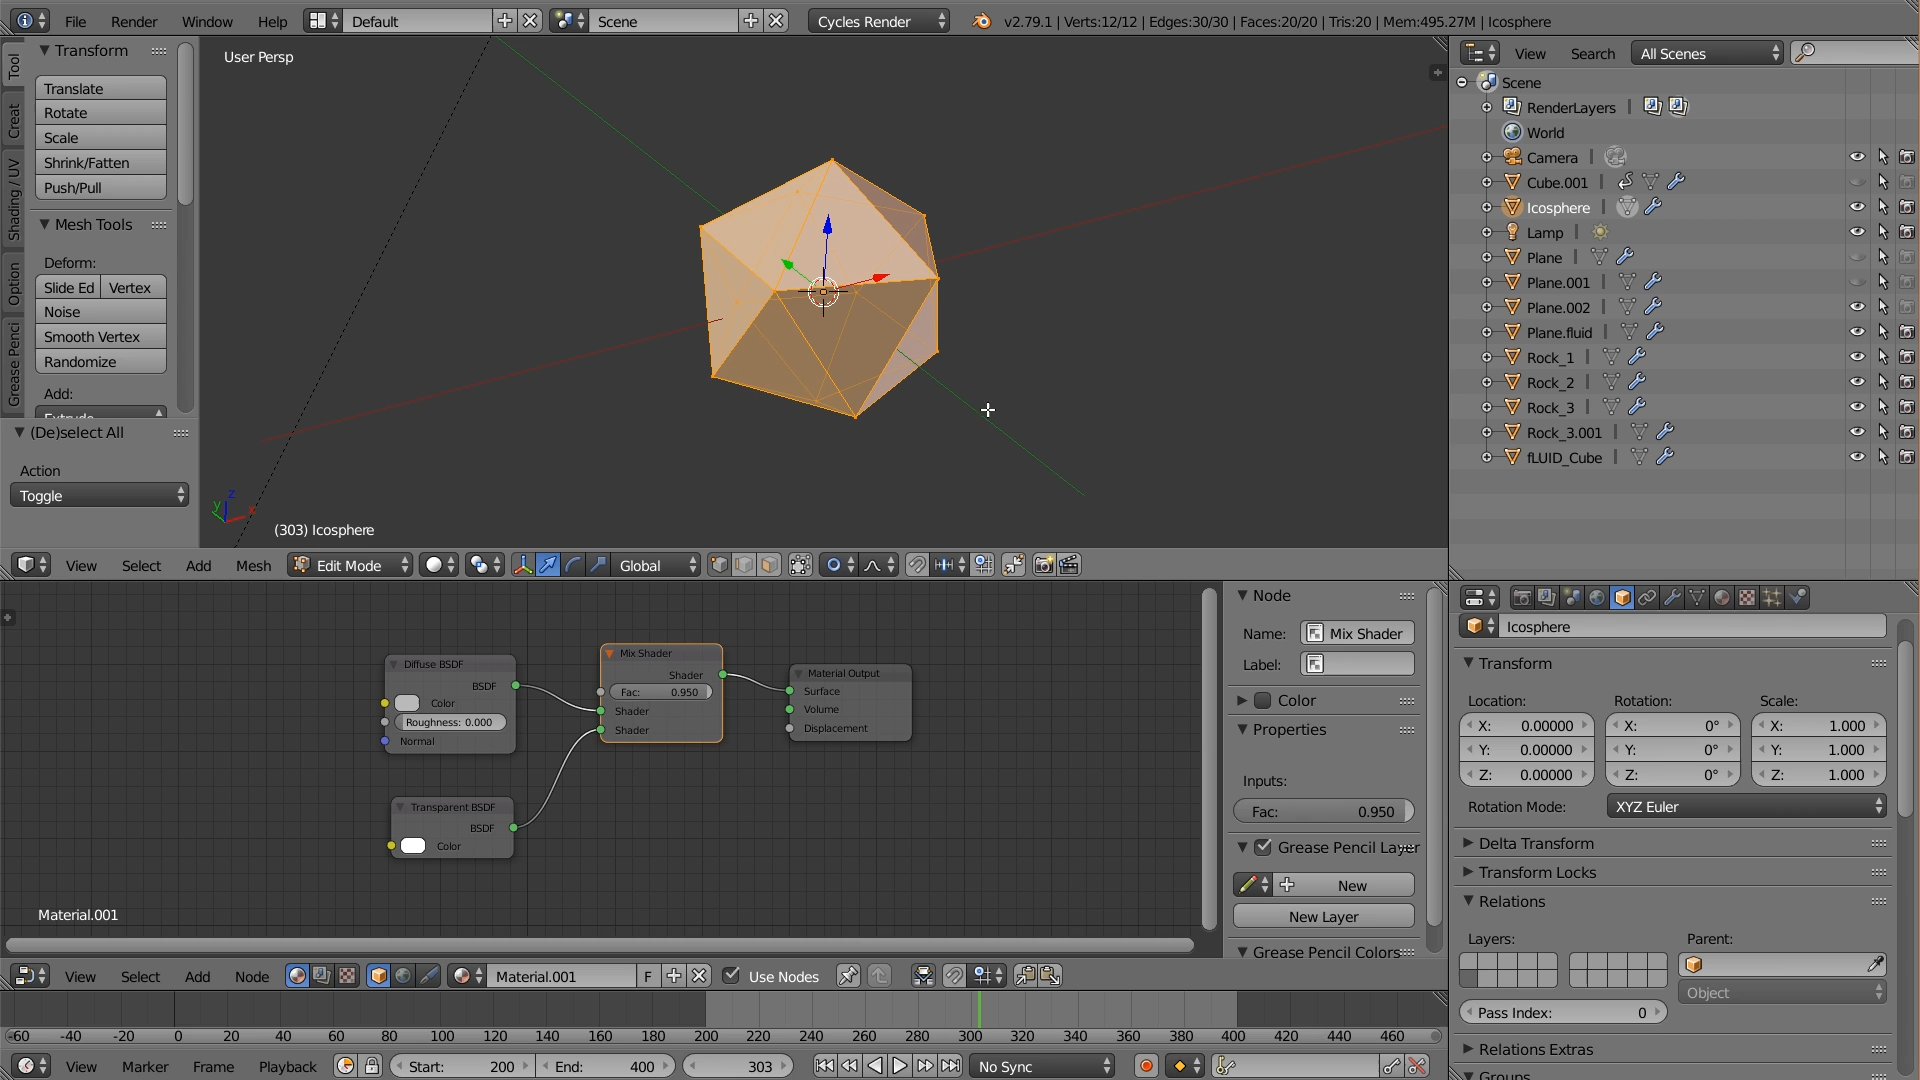 File Render Window Help Default Scene Cycles Render v2.79.1 | Verts:12/12 | Edges:30/30 | Faces:20/20 | Tris:20 | Mem:495.27M | Icosphere
Tool
Creat
Shading / UV
Option
Grease Penci
Transform
Translate
Rotate
Scale
Shrink/Fatten
Push/Pull
Mesh Tools
Deform:
Slide Ed Vertex
Noise
Smooth Vertex
Randomize
Add:
Extrude
(De)select All
Action
Toggle
User Persp
z
y
x
(303) Icosphere
View Select Add Mesh Edit Mode Global
View Search All Scenes
Scene
RenderLayers
World
Camera
Cube.001
Icosphere
Lamp
Plane
Plane.001
Plane.002
Plane.fluid
Rock_1
Rock_2
Rock_3
Rock_3.001
fLUID_Cube
Diffuse BSDF
BSDF
Color
Roughness: 0.000
Normal
Transparent BSDF
BSDF
Color
Mix Shader
Shader
Fac: 0.950
Shader
Shader
Material Output
Surface
Volume
Displacement
Material.001
Node
Name: Mix Shader
Label:
Color
Properties
Inputs:
Fac: 0.950
Grease Pencil Layer
New
New Layer
Grease Pencil Colors
View Select Add Node Material.001 F Use Nodes
Icosphere
Transform
Location: Rotation: Scale:
X: 0.00000 X: 0° X: 1.000
Y: 0.00000 Y: 0° Y: 1.000
Z: 0.00000 Z: 0° Z: 1.000
Rotation Mode: XYZ Euler
Delta Transform
Transform Locks
Relations
Layers: Parent:
Object
Pass Index: 0
Relations Extras
Groups
-60 -40 -20 0 20 40 60 80 100 120 140 160 180 200 220 240 260 280 300 320 340 360 380 400 420 440 460
View Marker Frame Playback Start: 200 End: 400 303 No Sync